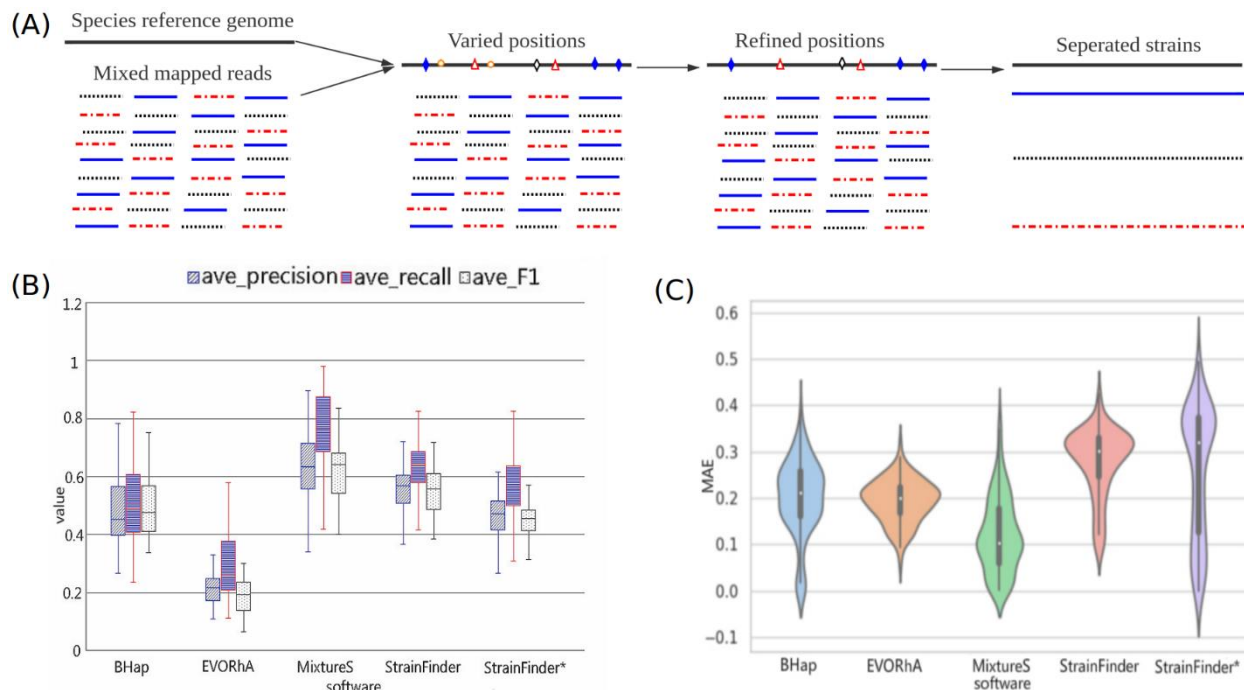 (A)
Species reference genome
Mixed mapped reads
Varied positions
Refined positions
Seperated strains
(B)
ave_precision ave_recall ave_F1
1.2
1
0.8
0.6
0.4
0.2
0
value
BHap EVORhA MixtureS StrainFinder StrainFinder*
software
(C)
0.6
0.5
0.4
0.3
0.2
0.1
0.0
−0.1
MAE
BHap EVORhA MixtureS StrainFinder StrainFinder*
software